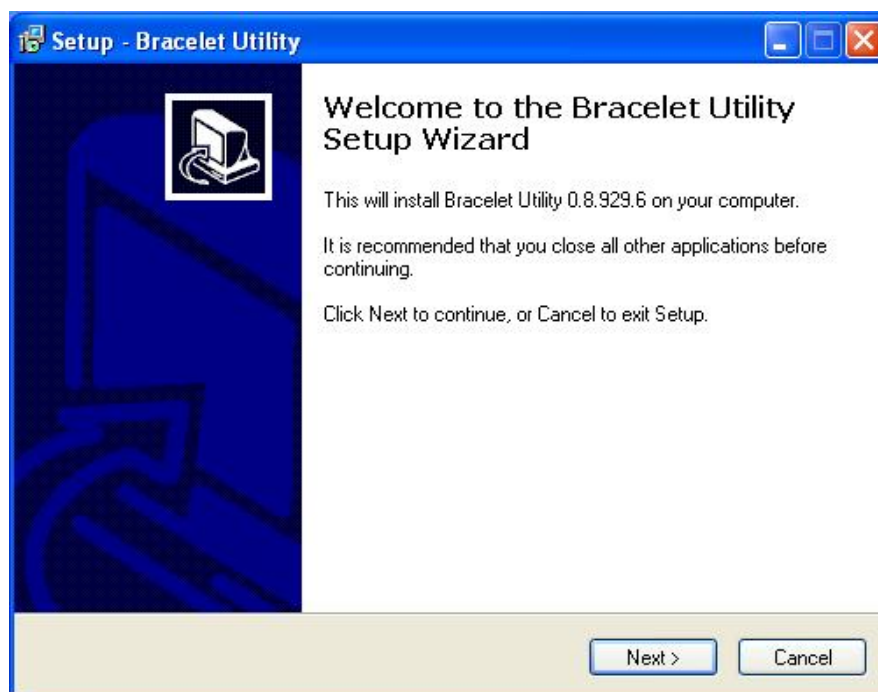 Setup - Bracelet Utility
Welcome to the Bracelet Utility
Setup Wizard
This will install Bracelet Utility 0.8.929.6 on your computer.
It is recommended that you close all other applications before
continuing.
Click Next to continue, or Cancel to exit Setup.
Next >
Cancel